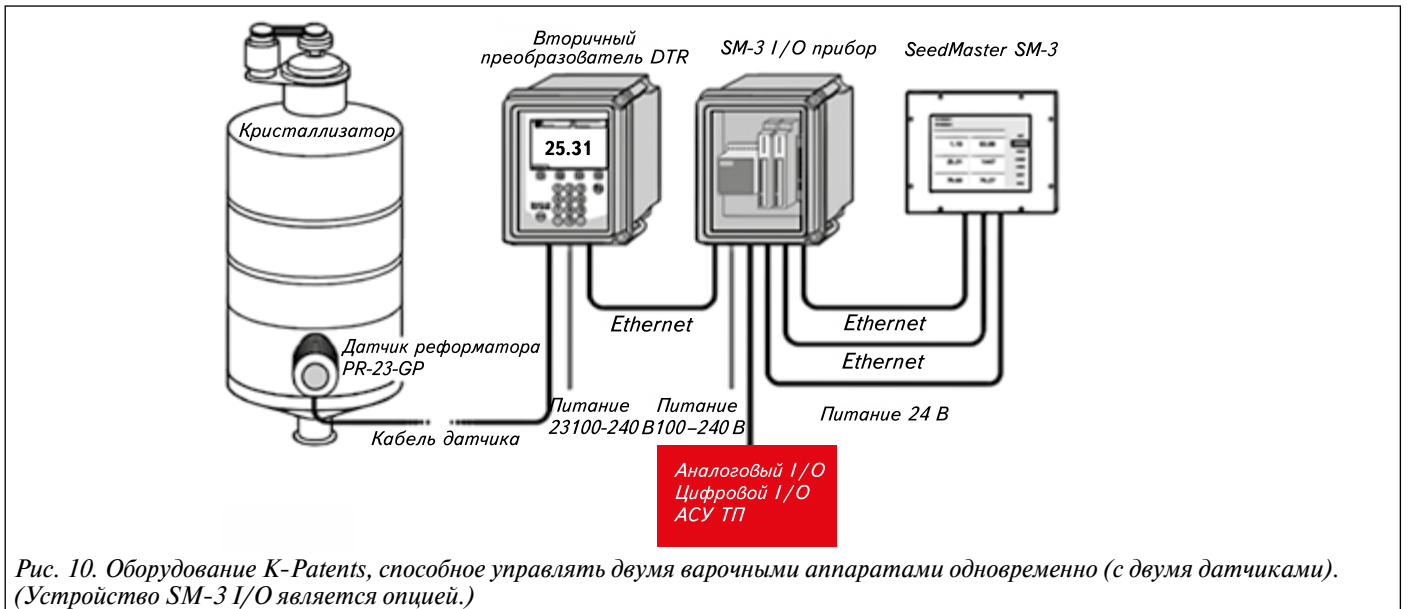 Вторичный
преобразователь DTR
SM-3 I/O прибор
SeedMaster SM-3
Кристаллизатор
25.31
Датчик реформатора
PR-23-GP
Кабель датчика
Ethernet
Питание
23100-240 В
Питание
100–240 В
Ethernet
Ethernet
Питание 24 В
Аналоговый I/O
Цифровой I/O
АСУ ТП
Рис. 10. Оборудование K-Patents, способное управлять двумя варочными аппаратами одновременно (с двумя датчиками).
(Устройство SM-3 I/O является опцией.)